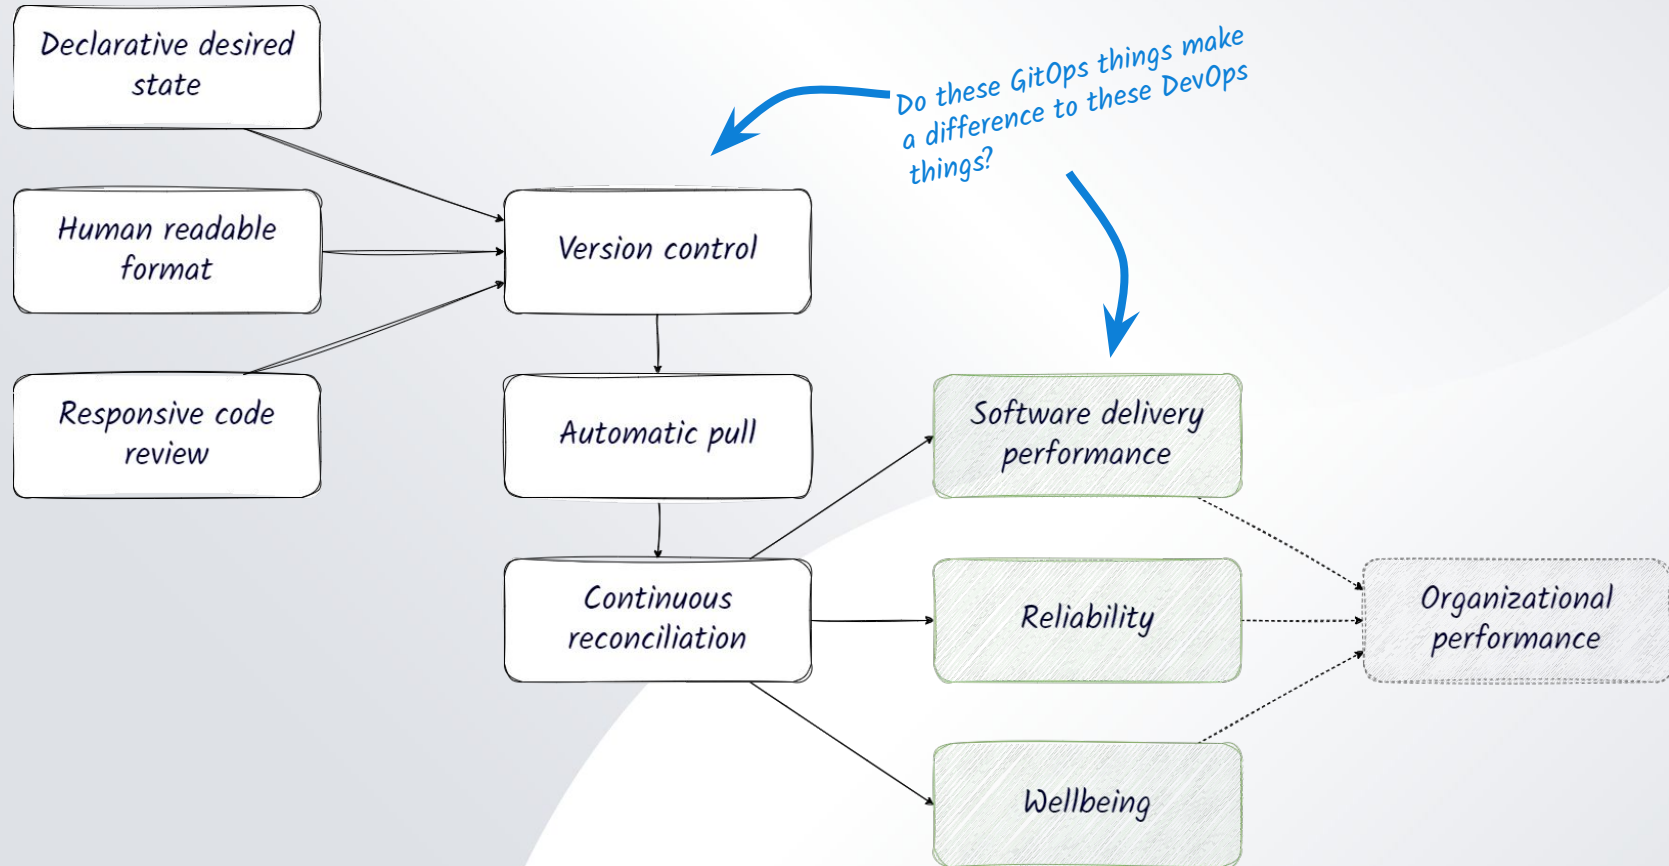 Declarative desired
state
Do these GitOps things make
a difference to these DevOps
things?
Human readable
format
Version control
Responsive code
review
Automatic pull
Software delivery
performance
Continuous
reconciliation
Reliability
Organizational
performance
Wellbeing